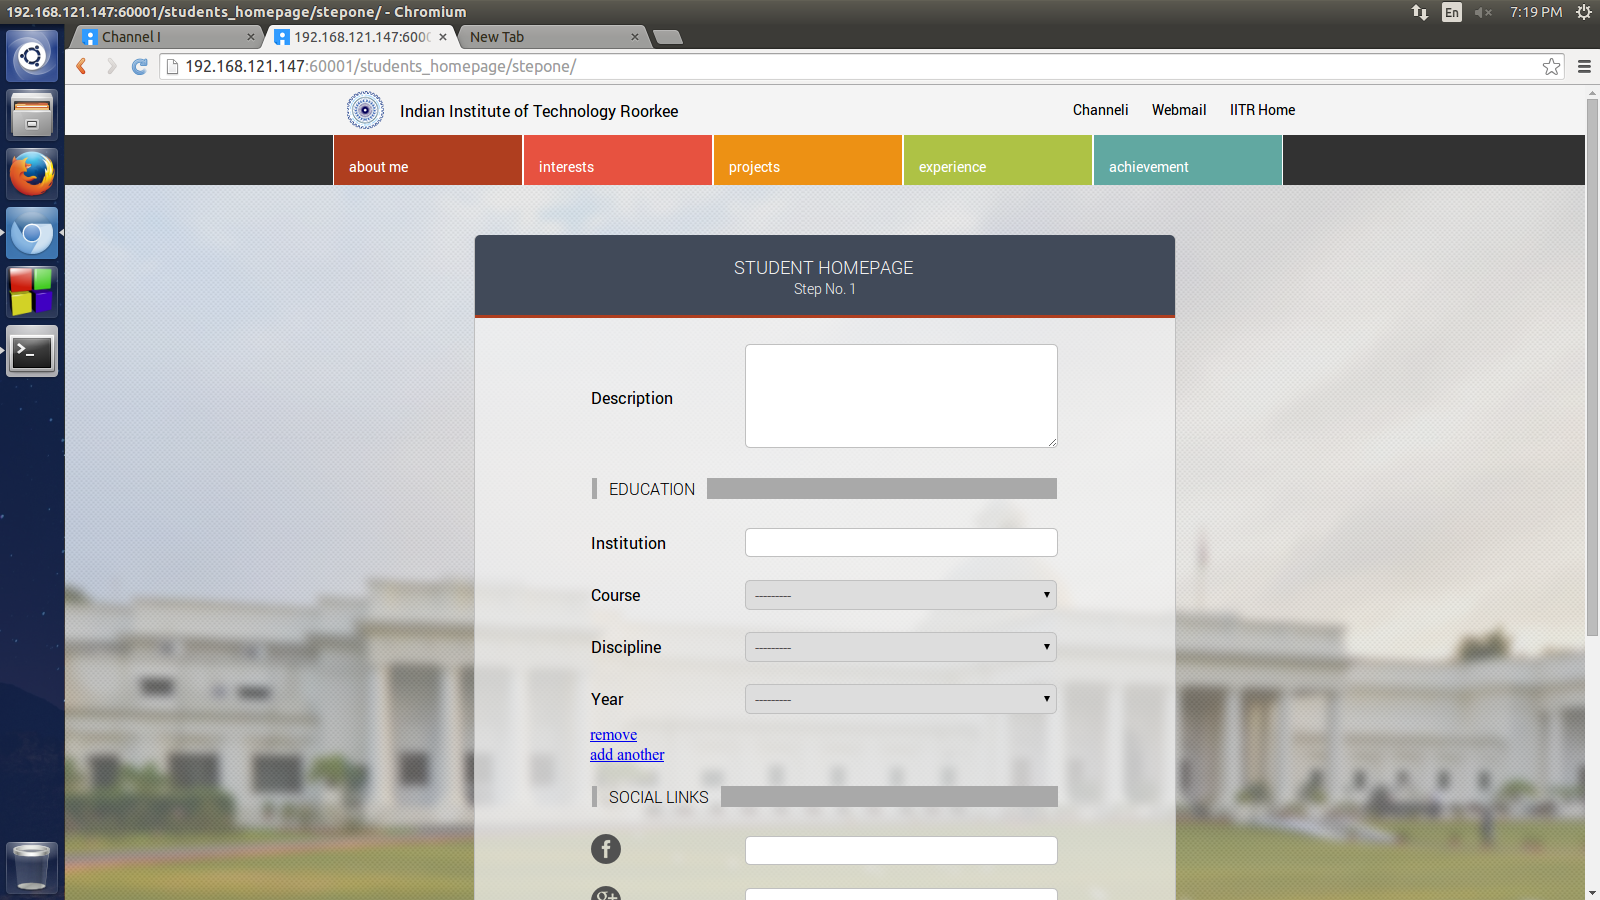 192.168.121.147:60001/students_homepage/stepone/ - Chromium
En
7:19 PM
Channel I
192.168.121.147:6000
New Tab
192.168.121.147:60001/students_homepage/stepone/
Indian Institute of Technology Roorkee
Channeli
Webmail
IITR Home
about me
interests
projects
experience
achievement
STUDENT HOMEPAGE
Step No. 1
Description
EDUCATION
Institution
Course
---------
Discipline
---------
Year
---------
remove
add another
SOCIAL LINKS
f
g+